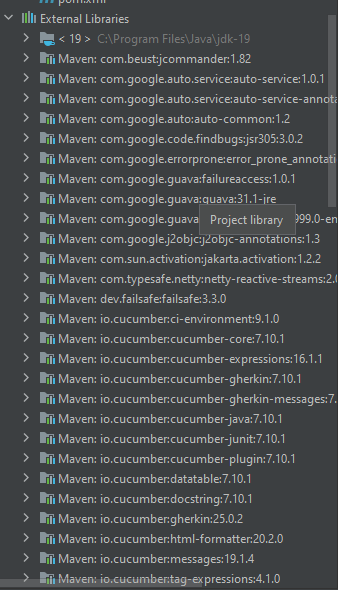 pom.xml
External Libraries
< 19 > C:\Program Files\Java\jdk-19
Maven: com.beust:jcommander:1.82
Maven: com.google.auto.service:auto-service:1.0.1
Maven: com.google.auto.service:auto-service-annota
Maven: com.google.auto:auto-common:1.2
Maven: com.google.code.findbugs:jsr305:3.0.2
Maven: com.google.errorprone:error_prone_annotati
Maven: com.google.guava:failureaccess:1.0.1
Maven: com.google.guava:guava:31.1-jre
Maven: com.google.guava 999.0-en
Project library
Maven: com.google.j2objc:j2objc-annotations:1.3
Maven: com.sun.activation:jakarta.activation:1.2.2
Maven: com.typesafe.netty:netty-reactive-streams:2.0
Maven: dev.failsafe:failsafe:3.3.0
Maven: io.cucumber:ci-environment:9.1.0
Maven: io.cucumber:cucumber-core:7.10.1
Maven: io.cucumber:cucumber-expressions:16.1.1
Maven: io.cucumber:cucumber-gherkin:7.10.1
Maven: io.cucumber:cucumber-gherkin-messages:7.
Maven: io.cucumber:cucumber-java:7.10.1
Maven: io.cucumber:cucumber-junit:7.10.1
Maven: io.cucumber:cucumber-plugin:7.10.1
Maven: io.cucumber:datatable:7.10.1
Maven: io.cucumber:docstring:7.10.1
Maven: io.cucumber:gherkin:25.0.2
Maven: io.cucumber:html-formatter:20.2.0
Maven: io.cucumber:messages:19.1.4
Maven: io.cucumber:tag-expressions:4.1.0